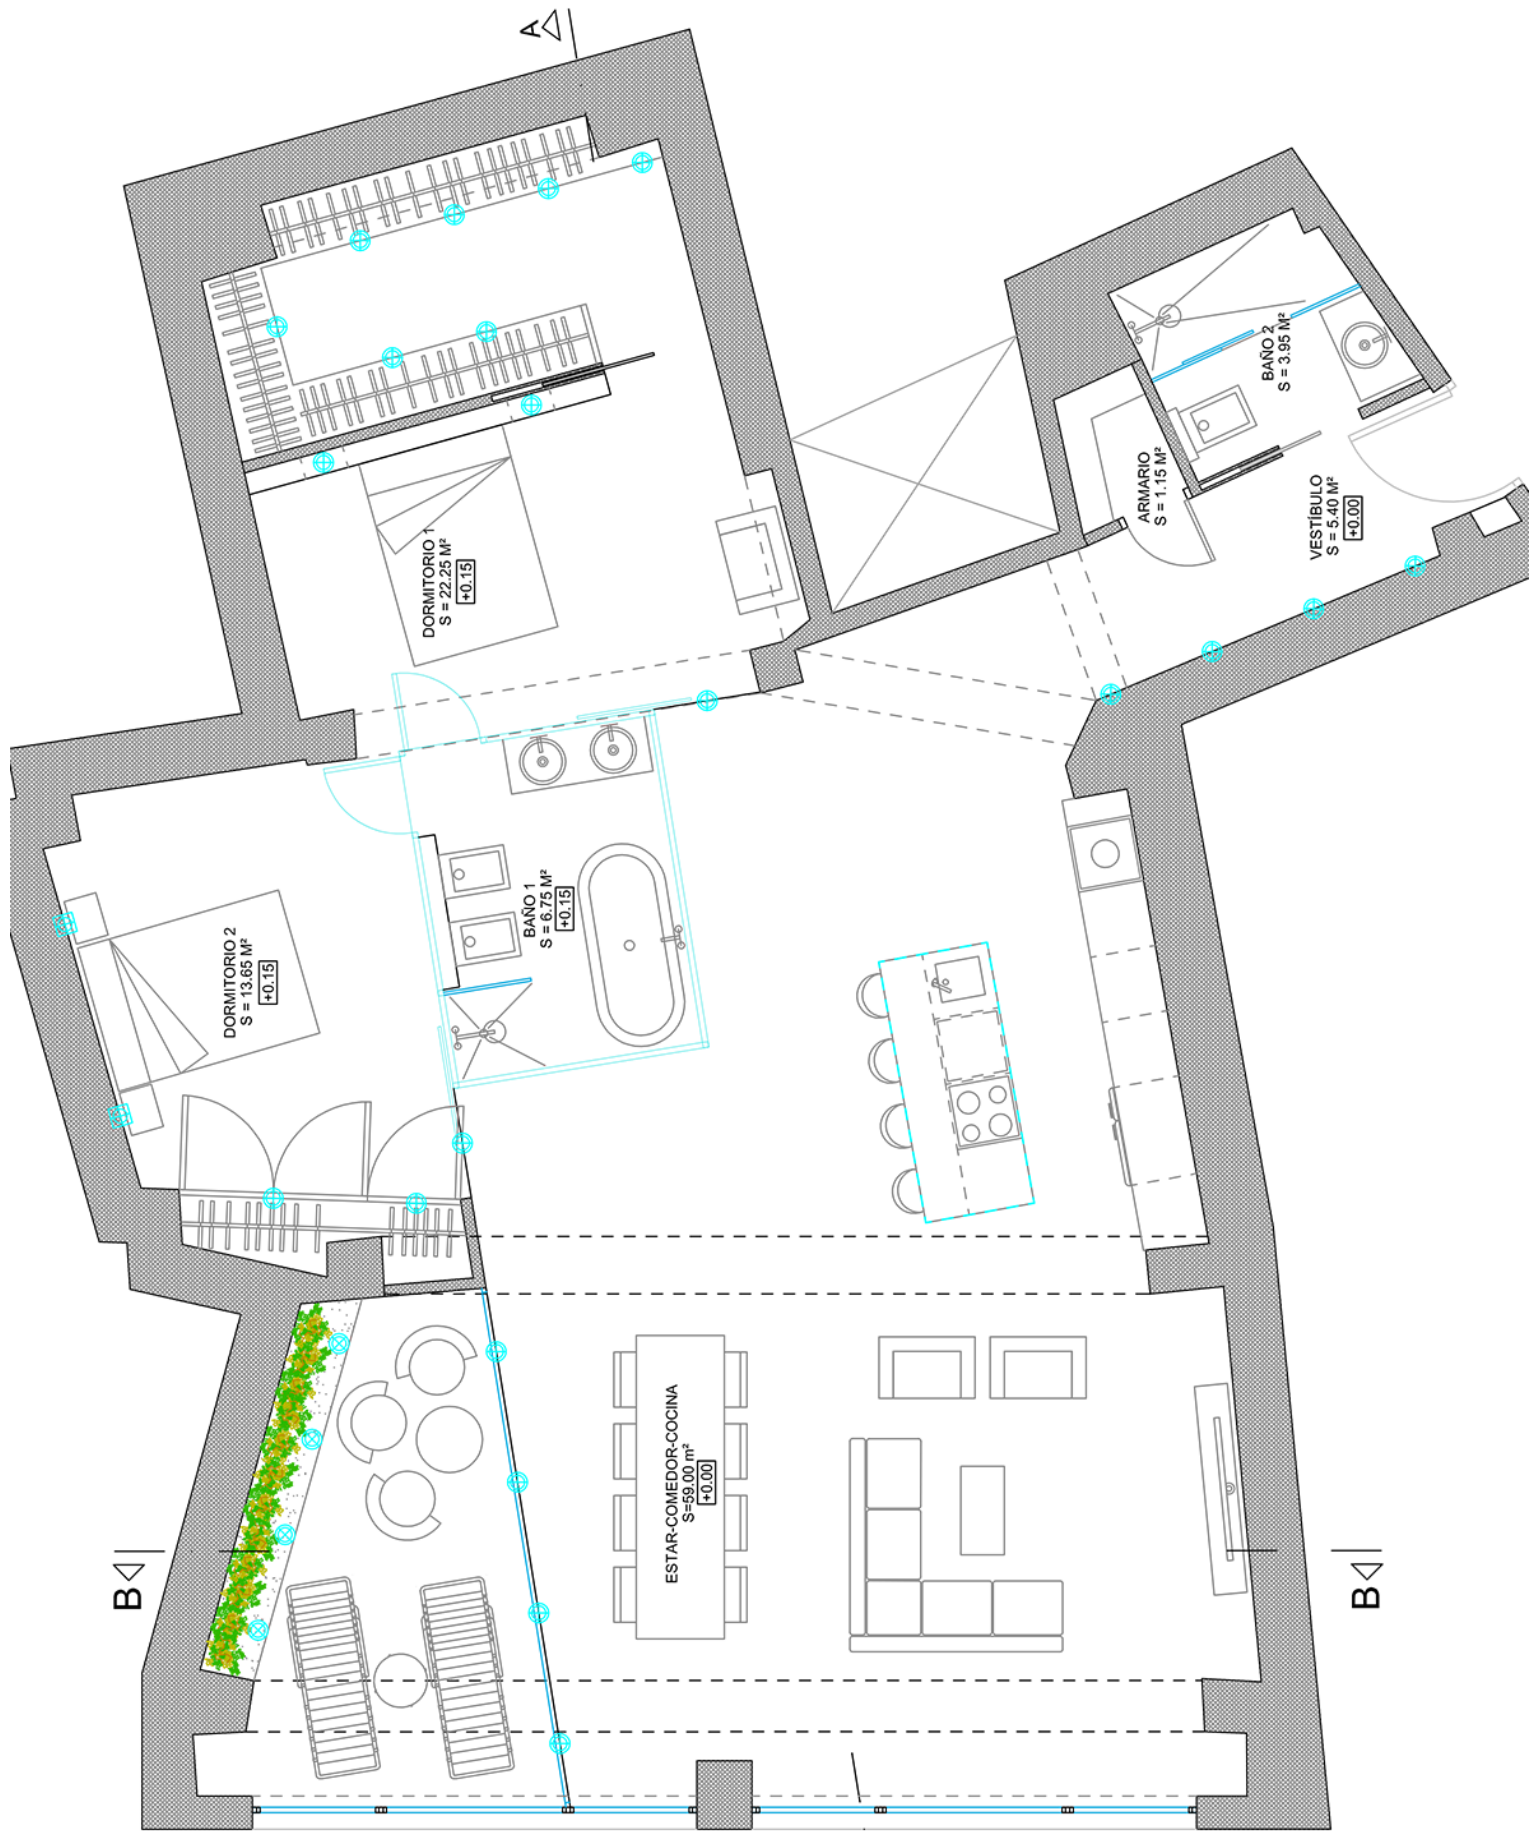 A
BAÑO 2
S = 3.95 M²
ARMARIO
S = 1.15 M²
VESTÍBULO
S = 5.40 M²
+0.00
DORMITORIO 1
S = 22.25 M²
+0.15
BAÑO 1
S = 6.75 M²
+0.15
DORMITORIO 2
S = 13.65 M²
+0.15
ESTAR-COMEDOR-COCINA
S=59.00 m²
+0.00
B
B